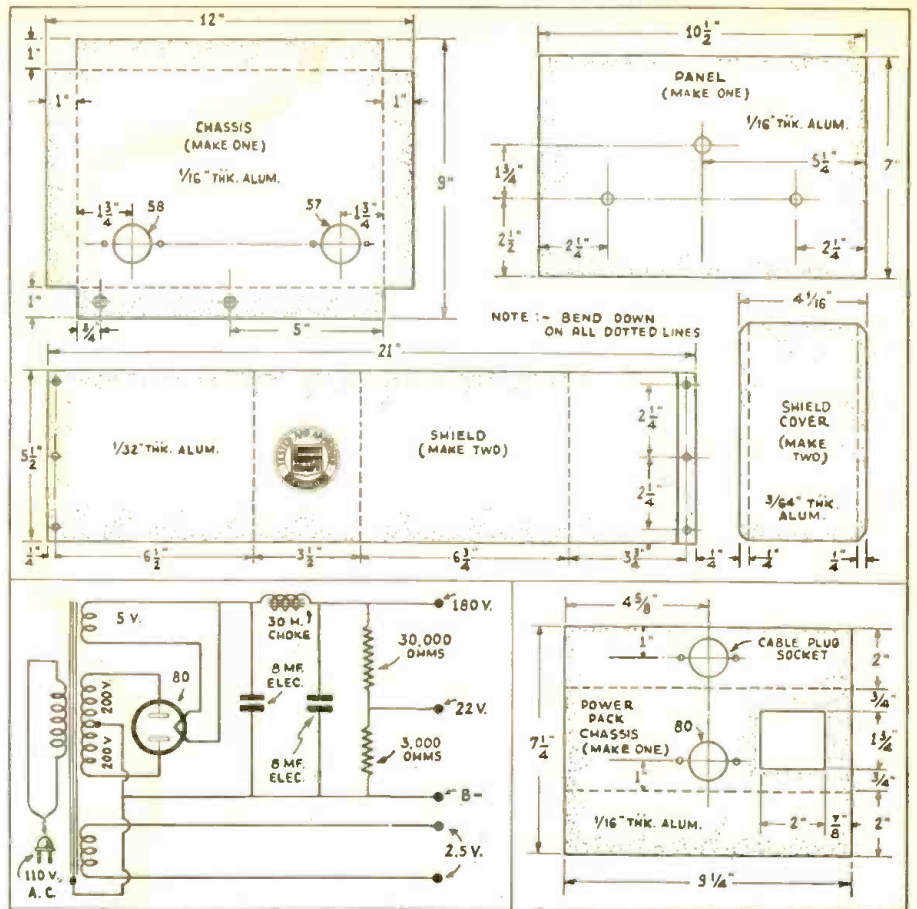 12"
1"
1"
1"
CHASSIS
(MAKE ONE)
1/16" THK. ALUM.
9"
1 3/4"
58
57
1 3/4"
1"
3/4"
5"
10 1/2"
PANEL
(MAKE ONE)
1/16" THK. ALUM.
7"
1 3/4"
5 1/4"
2 1/2"
2 1/4"
2 1/4"
NOTE :- BEND DOWN
ON ALL DOTTED LINES
21"
5 1/2"
1/32" THK. ALUM.
SHIELD
(MAKE TWO)
2 1/4"
2 1/4"
1/4"
6 1/2"
3 1/2"
6 3/4"
3 3/4"
1/4"
4 1/16"
SHIELD
COVER
(MAKE
TWO)
3/64" THK.
ALUM.
1/4"
1/4"
5 V.
80
200V.
200V.
110 V.
A.C.
30 H.
CHOKE
8 MF.
ELEC.
8 MF.
ELEC.
30,000
OHMS
3,000
OHMS
180 V.
22 V.
B-
2.5 V.
4 5/8"
1"
CABLE PLUG
SOCKET
2"
3/4"
7 1/4"
POWER
PACK
CHASSIS
(MAKE ONE)
80
1 3/4"
1"
3/4"
1/16" THK. ALUM.
2"
7/8"
2"
9 1/4"